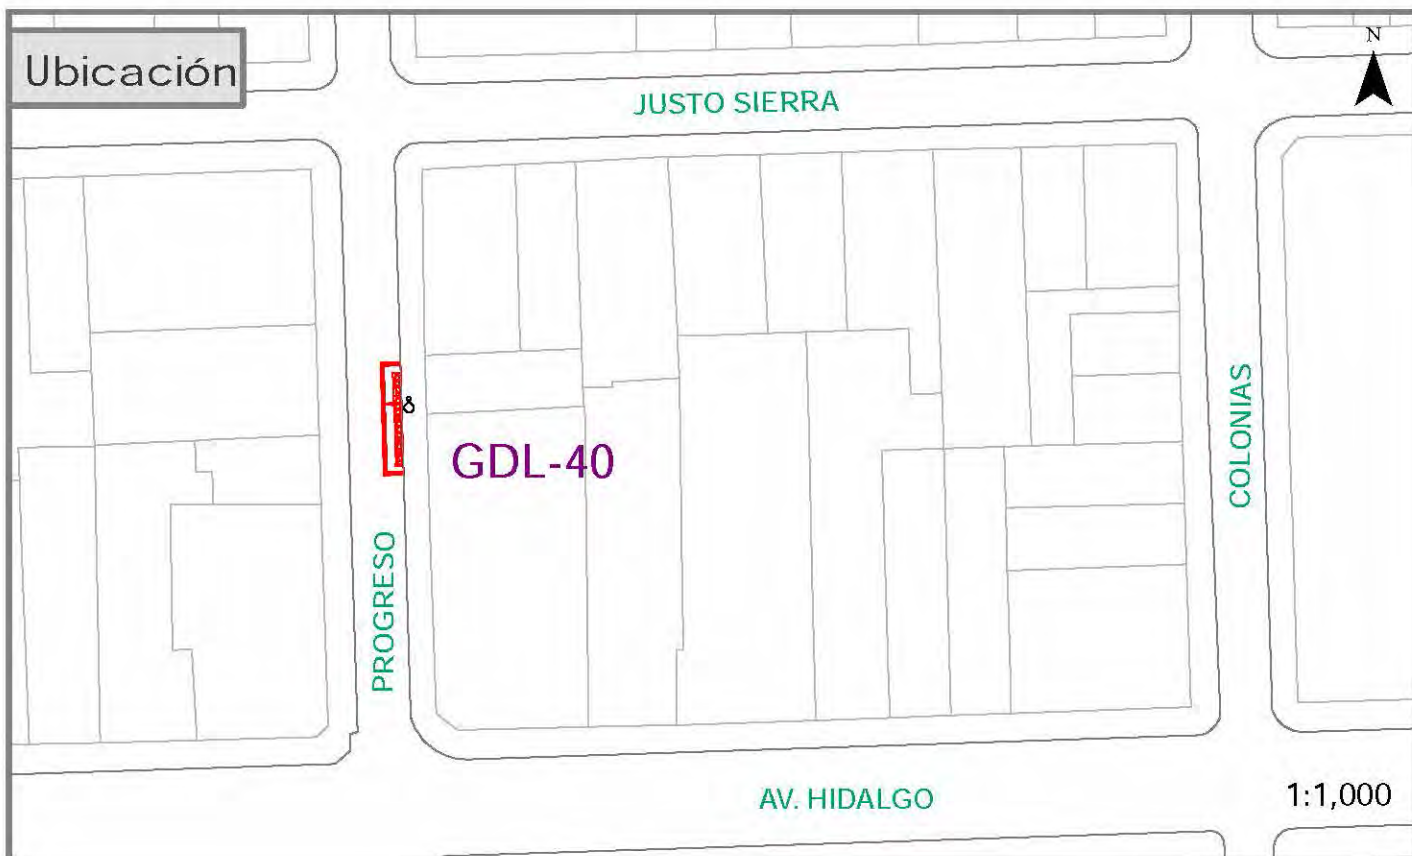 Ubicación
N
JUSTO SIERRA
GDL-40
PROGRESO
COLONIAS
AV. HIDALGO
1:1,000